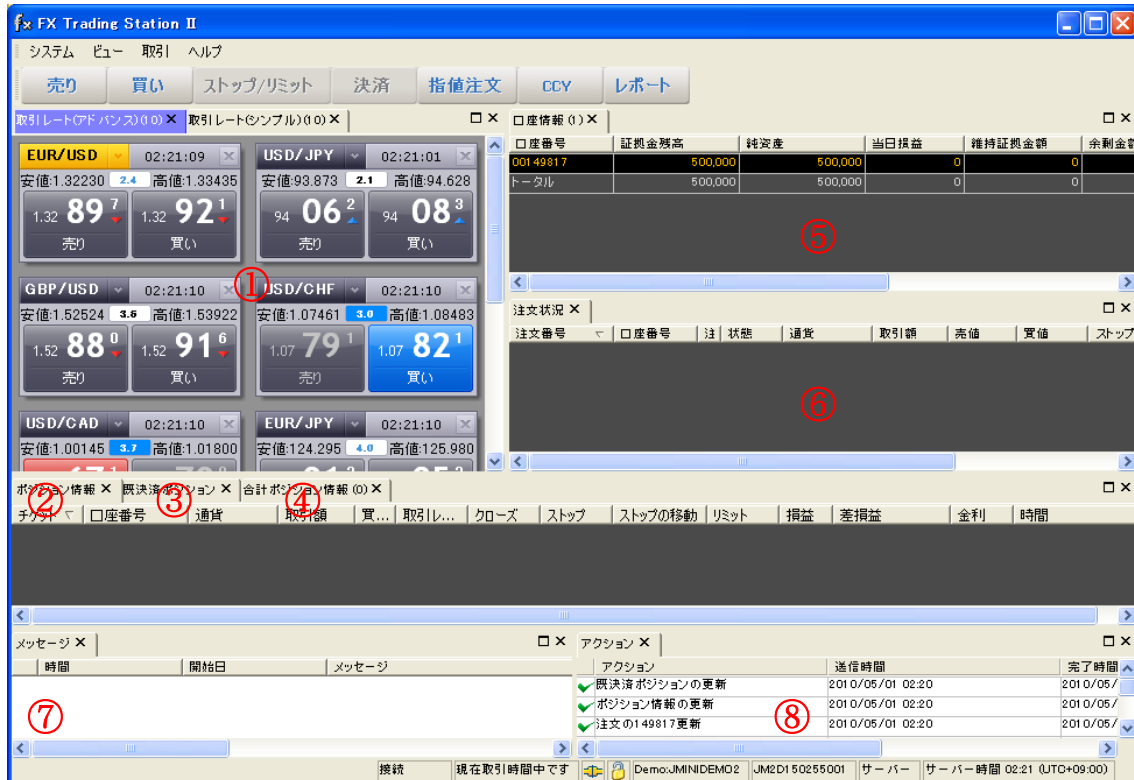 FX Trading Station II
システム ビュー 取引 ヘルプ
売り 買い ストップ/リミット 決済 指値注文 CCY レポート
取引レート(アドバンス)(10) 取引レート(シンプル)(10)
EUR/USD 02:21:09
安値:1.32230 2.4 高値:1.33435
1.32 89 7 1.32 92 1
売り 買い
USD/JPY 02:21:01
安値:93.873 2.1 高値:94.628
94 06 2 94 08 3
売り 買い
①
GBP/USD 02:21:10
安値:1.52524 3.6 高値:1.53922
1.52 88 0 1.52 91 6
売り 買い
USD/CHF 02:21:10
安値:1.07461 3.0 高値:1.08483
1.07 79 1 1.07 82 1
売り 買い
USD/CAD 02:21:10
安値:1.00145 3.7 高値:1.01800
EUR/JPY 02:21:10
安値:124.295 4.0 高値:125.980
口座情報 (1)
口座番号 証拠金残高 純資産 当日損益 維持証拠金額 余剰金額
00149817 500,000 500,000 0 0
トータル 500,000 500,000 0 0
⑤
注文状況
注文番号 口座番号 注 状態 通貨 取引額 売値 買値 ストップ
⑥
ポジション情報 既決済ポジション 合計ポジション情報 (0)
② ③ ④
チケット 口座番号 通貨 取引額 買... 取引レ... クローズ ストップ ストップの移動 リミット 損益 差損益 金利 時間
メッセージ
時間 開始日 メッセージ
⑦
アクション
アクション 送信時間 完了時間
既決済ポジションの更新 2010/05/01 02:20 2010/05/
ポジション情報の更新 2010/05/01 02:20 2010/05/
注文の149817更新 2010/05/01 02:20 2010/05/
⑧
接続 現在取引時間中です Demo:JMINIDEMO2 JM2D150255001 サーバー サーバー時間 02:21 (UTC+09:00)